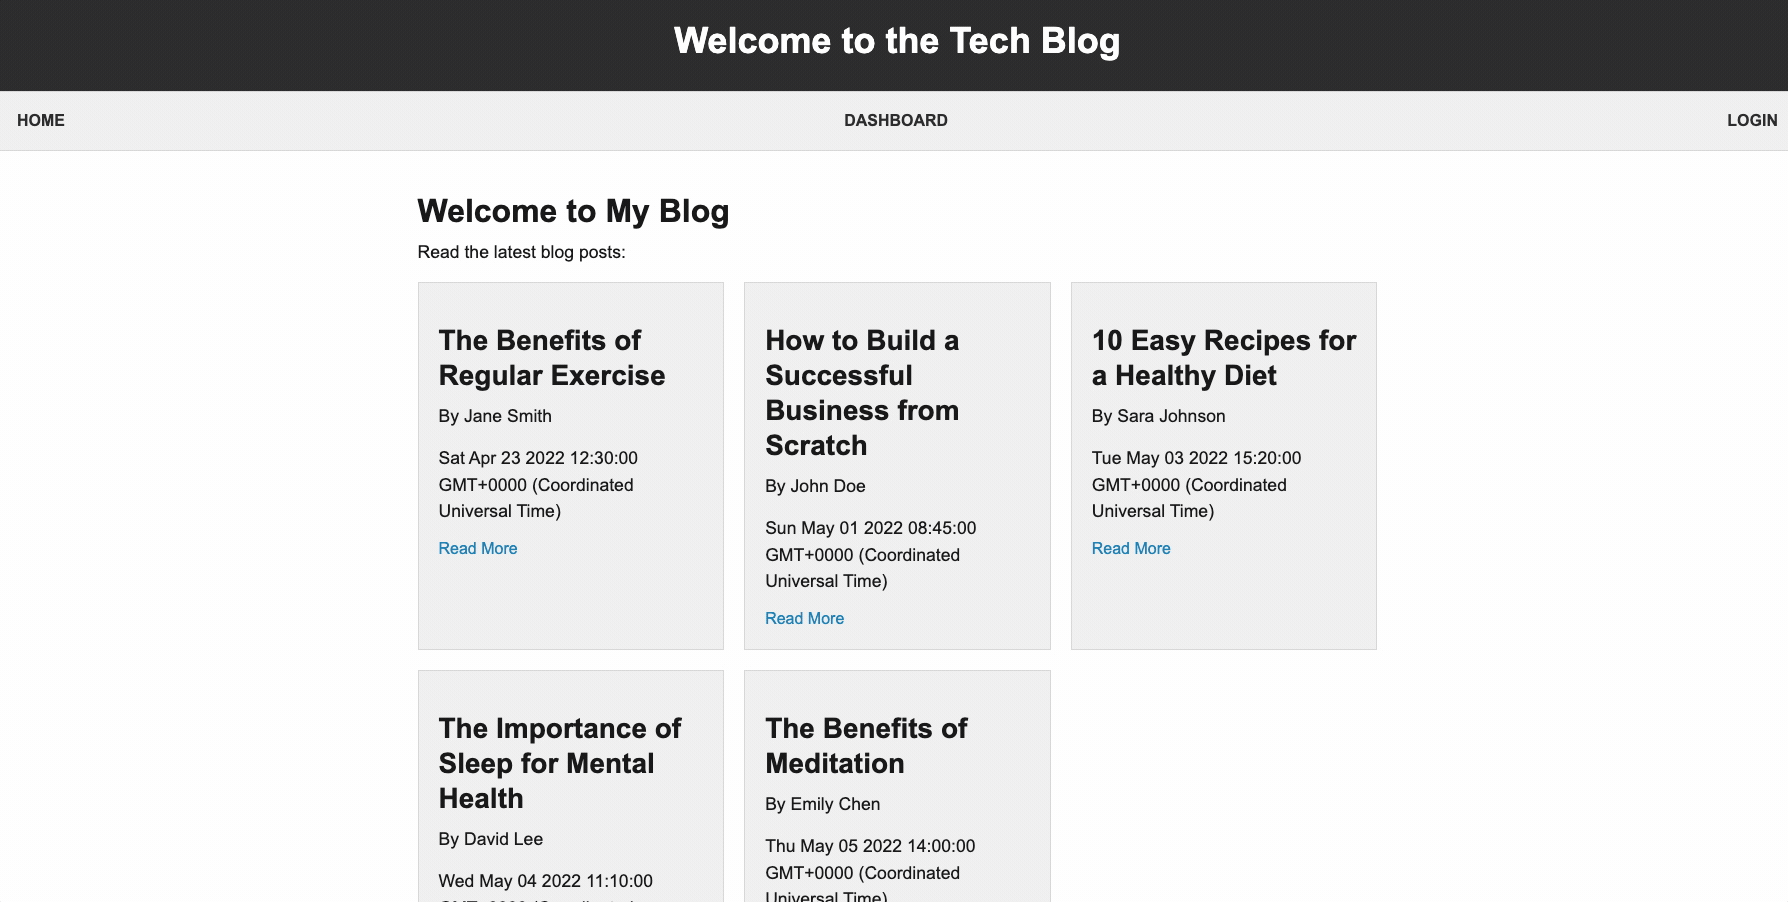 Welcome to the Tech Blog
HOME
DASHBOARD
LOGIN
Welcome to My Blog
Read the latest blog posts:
The Benefits of
Regular Exercise
By Jane Smith
Sat Apr 23 2022 12:30:00
GMT+0000 (Coordinated
Universal Time)
Read More
How to Build a
Successful
Business from
Scratch
By John Doe
Sun May 01 2022 08:45:00
GMT+0000 (Coordinated
Universal Time)
Read More
10 Easy Recipes for
a Healthy Diet
By Sara Johnson
Tue May 03 2022 15:20:00
GMT+0000 (Coordinated
Universal Time)
Read More
The Importance of
Sleep for Mental
Health
By David Lee
Wed May 04 2022 11:10:00
The Benefits of
Meditation
By Emily Chen
Thu May 05 2022 14:00:00
GMT+0000 (Coordinated
Universal Time)